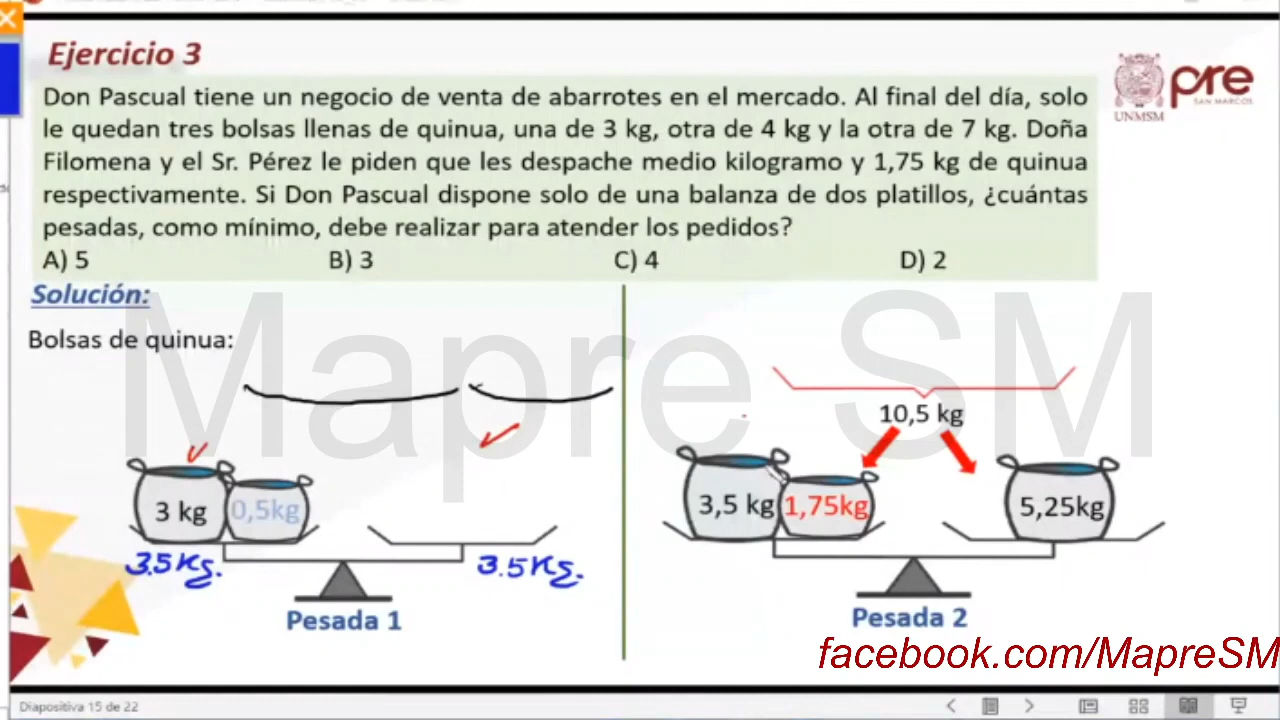 Ejercicio 3
Don Pascual tiene un negocio de venta de abarrotes en el mercado. Al final del día, solo
le quedan tres bolsas llenas de quinua, una de 3 kg, otra de 4 kg y la otra de 7 kg. Doña
Filomena y el Sr. Pérez le piden que les despache medio kilogramo y 1,75 kg de quinua
respectivamente. Si Don Pascual dispone solo de una balanza de dos platillos, ¿cuántas
pesadas, como mínimo, debe realizar para atender los pedidos?
A) 5 B) 3 C) 4 D) 2
pre
SAN MARCOS
UNMSM
Solución:
Bolsas de quinua:
Mapre SM
3 kg 0,5kg
3.5 Kg. 3.5 Kg.
Pesada 1
10,5 kg
3,5 kg 1,75kg 5,25kg
Pesada 2
facebook.com/MapreSM
Diapositiva 15 de 22